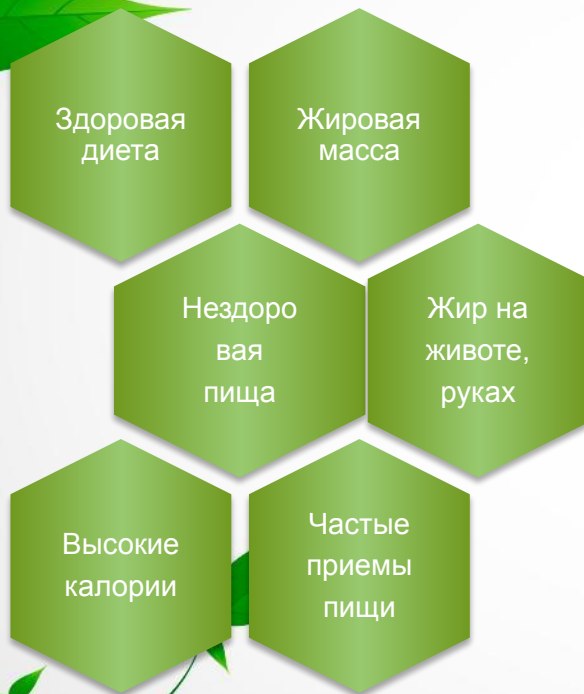 Здоровая
диета
Жировая
масса
Нездоро
вая
пища
Жир на
животе,
руках
Высокие
калории
Частые
приемы
пищи